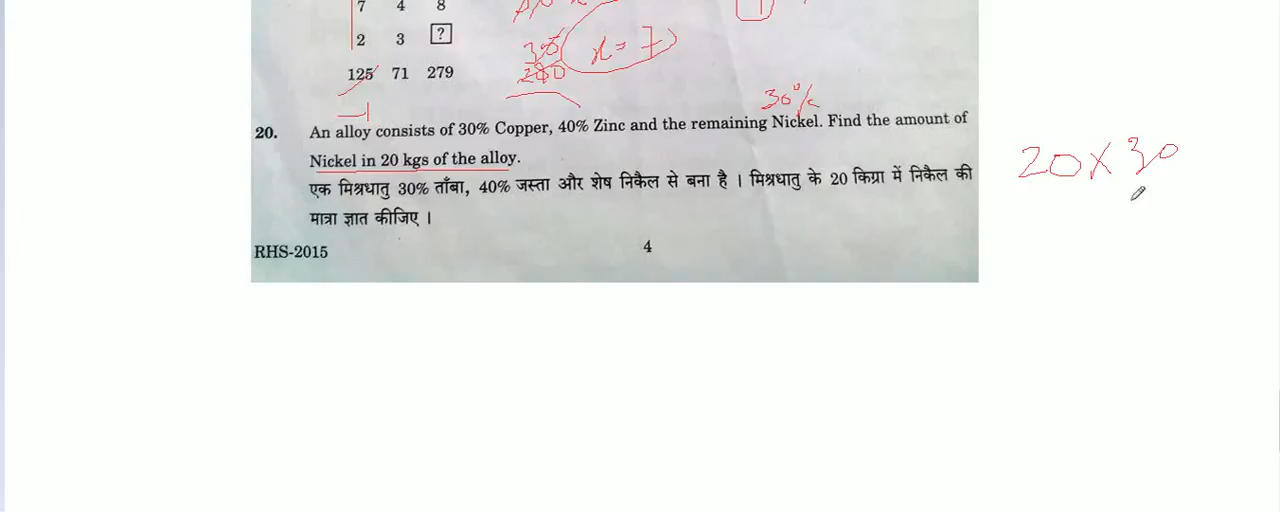 7 4 8
30%
x = 7
2 3 ?
125 71 279
20. An alloy consists of 30% Copper, 40% Zinc and the remaining Nickel. Find the amount of
Nickel in 20 kgs of the alloy.
एक मिश्रधातु 30% ताँबा, 40% जस्ता और शेष निकैल से बना है । मिश्रधातु के 20 किग्रा में निकैल की
मात्रा ज्ञात कीजिए ।
20 X 30
RHS-2015 4